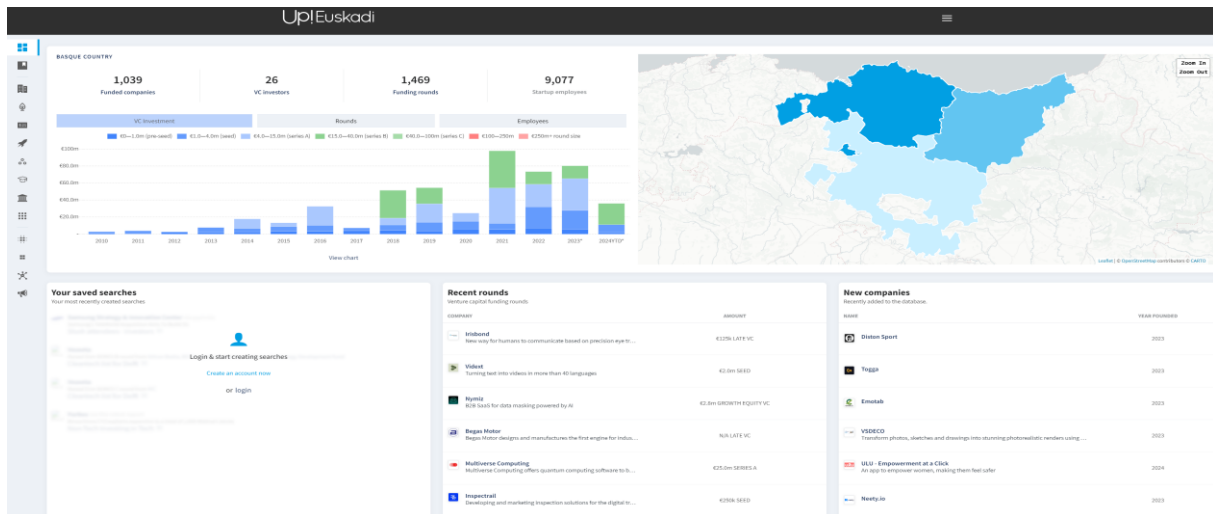 Up!Euskadi
BASQUE COUNTRY
1,039
Funded companies
26
VC investors
1,469
Funding rounds
9,077
Startup employees
VC investment
Rounds
Employees
€0—1.0m (pre-seed) €1.0—4.0m (seed) €4.0—15.0m (series A) €15.0—40.0m (series B) €40.0—100m (series C) €100—250m €250m+ round size
€100m
€80.0m
€60.0m
€40.0m
€20.0m
2010 2011 2012 2013 2014 2015 2016 2017 2018 2019 2020 2021 2022 2023* 2024YTD*
View chart
Zoom In
Zoom Out
Leaflet | © OpenStreetMap contributors © CARTO
Your saved searches
Your most recently created searches
Login & start creating searches
Create an account now
or login
Recent rounds
Venture capital funding rounds
COMPANY AMOUNT
Irisbond
New way for humans to communicate based on precision eye tr...
€125k LATE VC
Vidext
Turning text into videos in more than 40 languages
€2.0m SEED
Nymiz
B2B SaaS for data masking powered by AI
GROWTH EQUITY VC
Begas Motor
Begas Motor designs and manufactures the first engine for indus...
N/A LATE VC
Multiverse Computing
Multiverse Computing offers quantum computing software to b...
€25.0m SERIES A
Inspectrail
Developing and marketing inspection solutions for the digital in...
€250k SEED
New companies
Recently added to the database.
NAME YEAR FOUNDED
Diston Sport
2023
Togga
2023
Emotab
2023
VSDECO
Transform photos, sketches and drawings into stunning photorealistic renders using ....
2023
ULU - Empowerment at a Click
An app to empower women, making them feel safer
2024
Neety.io
2023